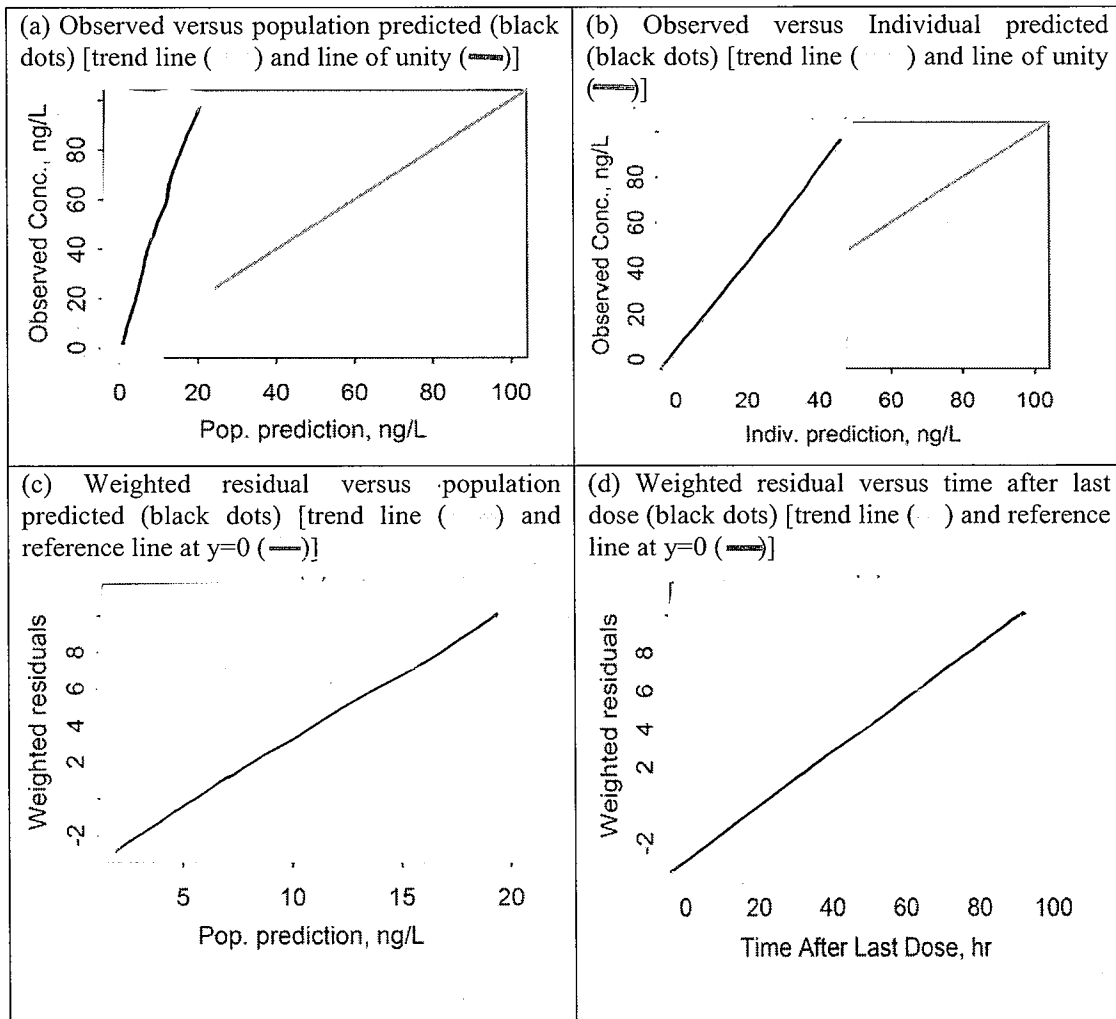 (a) Observed versus population predicted (black
dots) [trend line ( ) and line of unity ( )]
Observed Conc., ng/L
80
60
40
20
0
0 20 40 60 80 100
Pop. prediction, ng/L
(b) Observed versus Individual predicted
(black dots) [trend line ( ) and line of unity
( )]
Observed Conc., ng/L
80
60
40
20
0
0 20 40 60 80 100
Indiv. prediction, ng/L
(c) Weighted residual versus population
predicted (black dots) [trend line ( ) and
reference line at y=0 ( )]
Weighted residuals
8
6
4
2
-2
5 10 15 20
Pop. prediction, ng/L
(d) Weighted residual versus time after last
dose (black dots) [trend line ( ) and reference
line at y=0 ( )]
Weighted residuals
8
6
4
2
-2
0 20 40 60 80 100
Time After Last Dose, hr